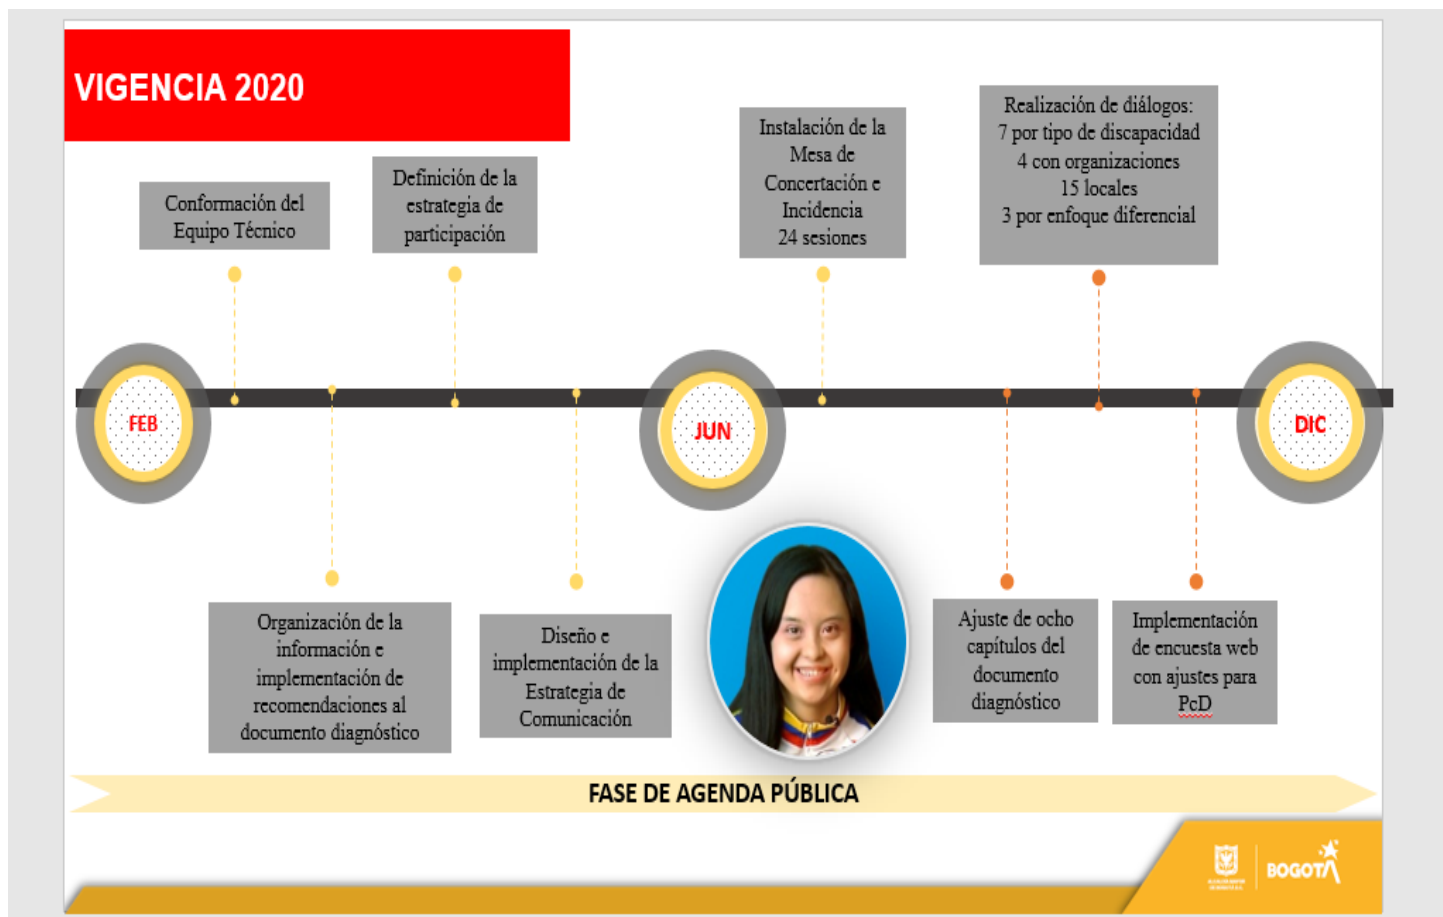 VIGENCIA 2020
Conformación del
Equipo Técnico
Definición de la
estrategia de
participación
Instalación de la
Mesa de
Concertación e
Incidencia
24 sesiones
Realización de diálogos:
7 por tipo de discapacidad
4 con organizaciones
15 locales
3 por enfoque diferencial
FEB
JUN
DIC
Organización de la
información e
implementación de
recomendaciones al
documento diagnóstico
Diseño e
implementación de la
Estrategia de
Comunicación
Ajuste de ocho
capítulos del
documento
diagnóstico
Implementación
de encuesta web
con ajustes para
PcD
FASE DE AGENDA PÚBLICA
BOGOTÁ